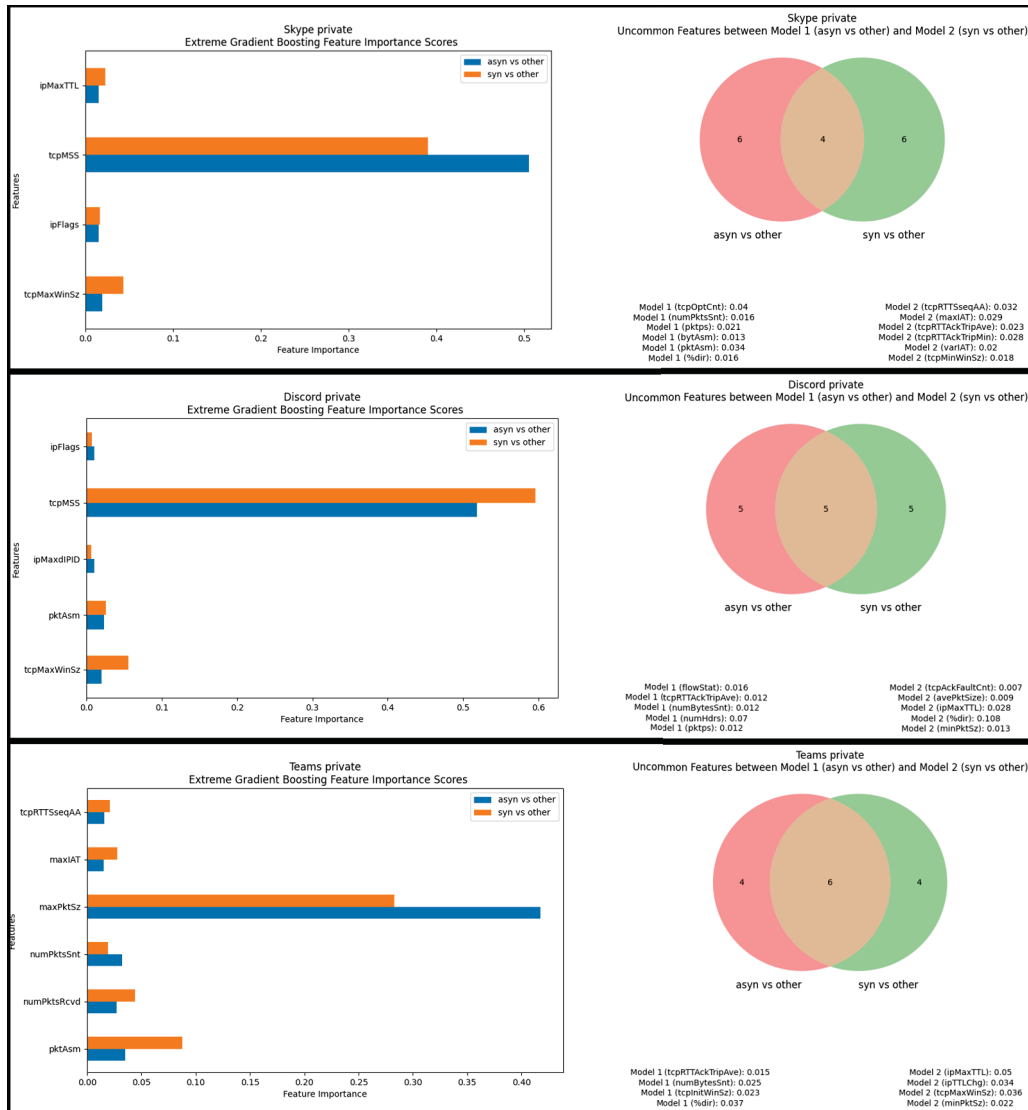 Skype private
Extreme Gradient Boosting Feature Importance Scores
asyn vs other
syn vs other
ipMaxTTL
tcpMSS
ipFlags
tcpMaxWinSz
Features
0.0 0.1 0.2 0.3 0.4 0.5
Feature Importance
Skype private
Uncommon Features between Model 1 (asyn vs other) and Model 2 (syn vs other)
6 4 6
asyn vs other syn vs other
Model 1 (tcpOptCnt): 0.04
Model 1 (numPktsSnt): 0.016
Model 1 (pktps): 0.021
Model 1 (bytAsm): 0.013
Model 1 (pktAsm): 0.034
Model 1 (%dir): 0.016
Model 2 (tcpRTTSseqAA): 0.032
Model 2 (maxIAT): 0.029
Model 2 (tcpRTTAckTripAve): 0.023
Model 2 (tcpRTTAckTripMin): 0.028
Model 2 (varIAT): 0.02
Model 2 (tcpMinWinSz): 0.018
Discord private
Extreme Gradient Boosting Feature Importance Scores
asyn vs other
syn vs other
ipFlags
tcpMSS
ipMaxdIPID
pktAsm
tcpMaxWinSz
Features
0.0 0.1 0.2 0.3 0.4 0.5 0.6
Feature Importance
Discord private
Uncommon Features between Model 1 (asyn vs other) and Model 2 (syn vs other)
5 5 5
asyn vs other syn vs other
Model 1 (flowStat): 0.016
Model 1 (tcpRTTAckTripAve): 0.012
Model 1 (numBytesSnt): 0.012
Model 1 (numHdrs): 0.07
Model 1 (pktps): 0.012
Model 2 (tcpAckFaultCnt): 0.007
Model 2 (avePktSize): 0.009
Model 2 (ipMaxTTL): 0.028
Model 2 (%dir): 0.108
Model 2 (minPktSz): 0.013
Teams private
Extreme Gradient Boosting Feature Importance Scores
asyn vs other
syn vs other
tcpRTTSseqAA
maxIAT
maxPktSz
numPktsSnt
numPktsRcvd
pktAsm
Features
0.00 0.05 0.10 0.15 0.20 0.25 0.30 0.35 0.40
Feature Importance
Teams private
Uncommon Features between Model 1 (asyn vs other) and Model 2 (syn vs other)
4 6 4
asyn vs other syn vs other
Model 1 (tcpRTTAckTripAve): 0.015
Model 1 (numBytesSnt): 0.025
Model 1 (tcpInitWinSz): 0.023
Model 1 (%dir): 0.037
Model 2 (ipMaxTTL): 0.05
Model 2 (ipTTLChg): 0.034
Model 2 (tcpMaxWinSz): 0.036
Model 2 (minPktSz): 0.022